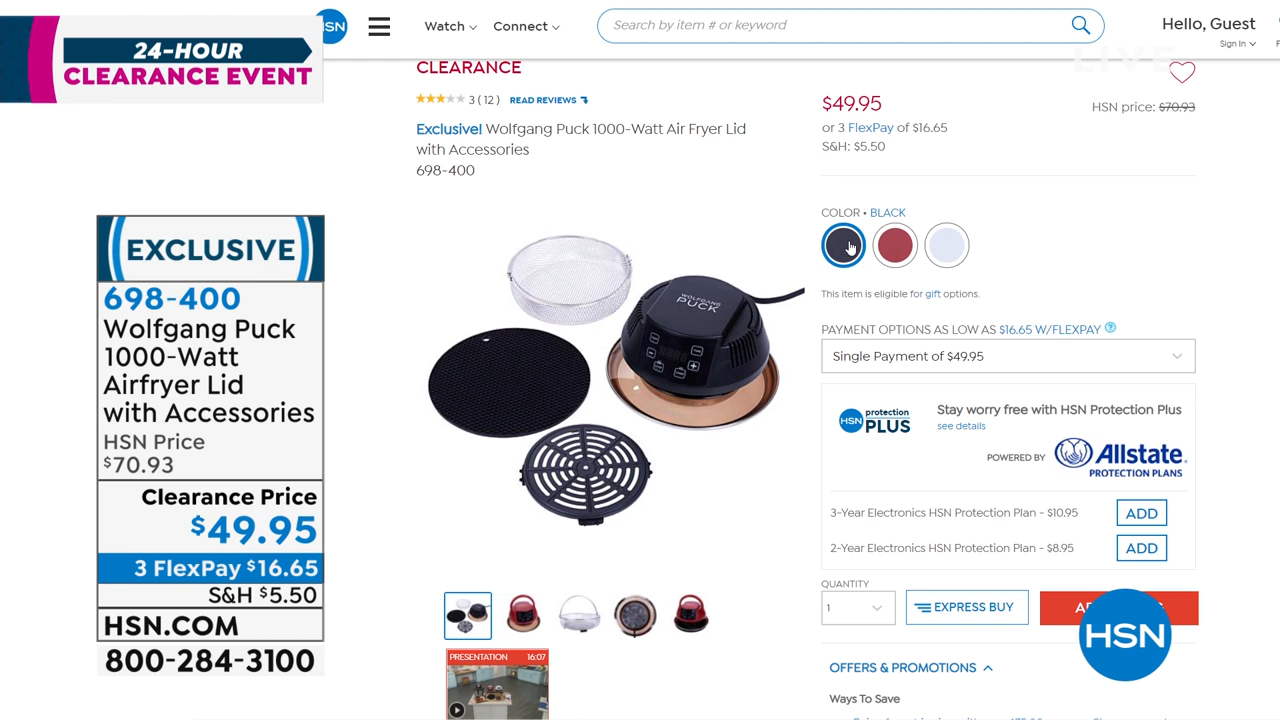 24-HOUR
CLEARANCE EVENT
Watch
Connect
Search by item # or keyword
Hello, Guest
Sign In
LIVE
CLEARANCE
3 ( 12 ) READ REVIEWS
Exclusive! Wolfgang Puck 1000-Watt Air Fryer Lid
with Accessories
698-400
$49.95
HSN price: $70.93
or 3 FlexPay of $16.65
S&H: $5.50
COLOR • BLACK
This item is eligible for gift options.
PAYMENT OPTIONS AS LOW AS $16.65 W/FLEXPAY ?
Single Payment of $49.95
HSN protection PLUS
Stay worry free with HSN Protection Plus
see details
POWERED BY Allstate.
PROTECTION PLANS
3-Year Electronics HSN Protection Plan - $10.95 ADD
2-Year Electronics HSN Protection Plan - $8.95 ADD
QUANTITY
1
EXPRESS BUY
HSN
OFFERS & PROMOTIONS
Ways To Save
EXCLUSIVE
698-400
Wolfgang Puck
1000-Watt
Airfryer Lid
with Accessories
HSN Price
$70.93
Clearance Price
$49.95
3 FlexPay $16.65
S&H $5.50
HSN.COM
800-284-3100
WOLFGANG
PUCK
PRESENTATION 16:07